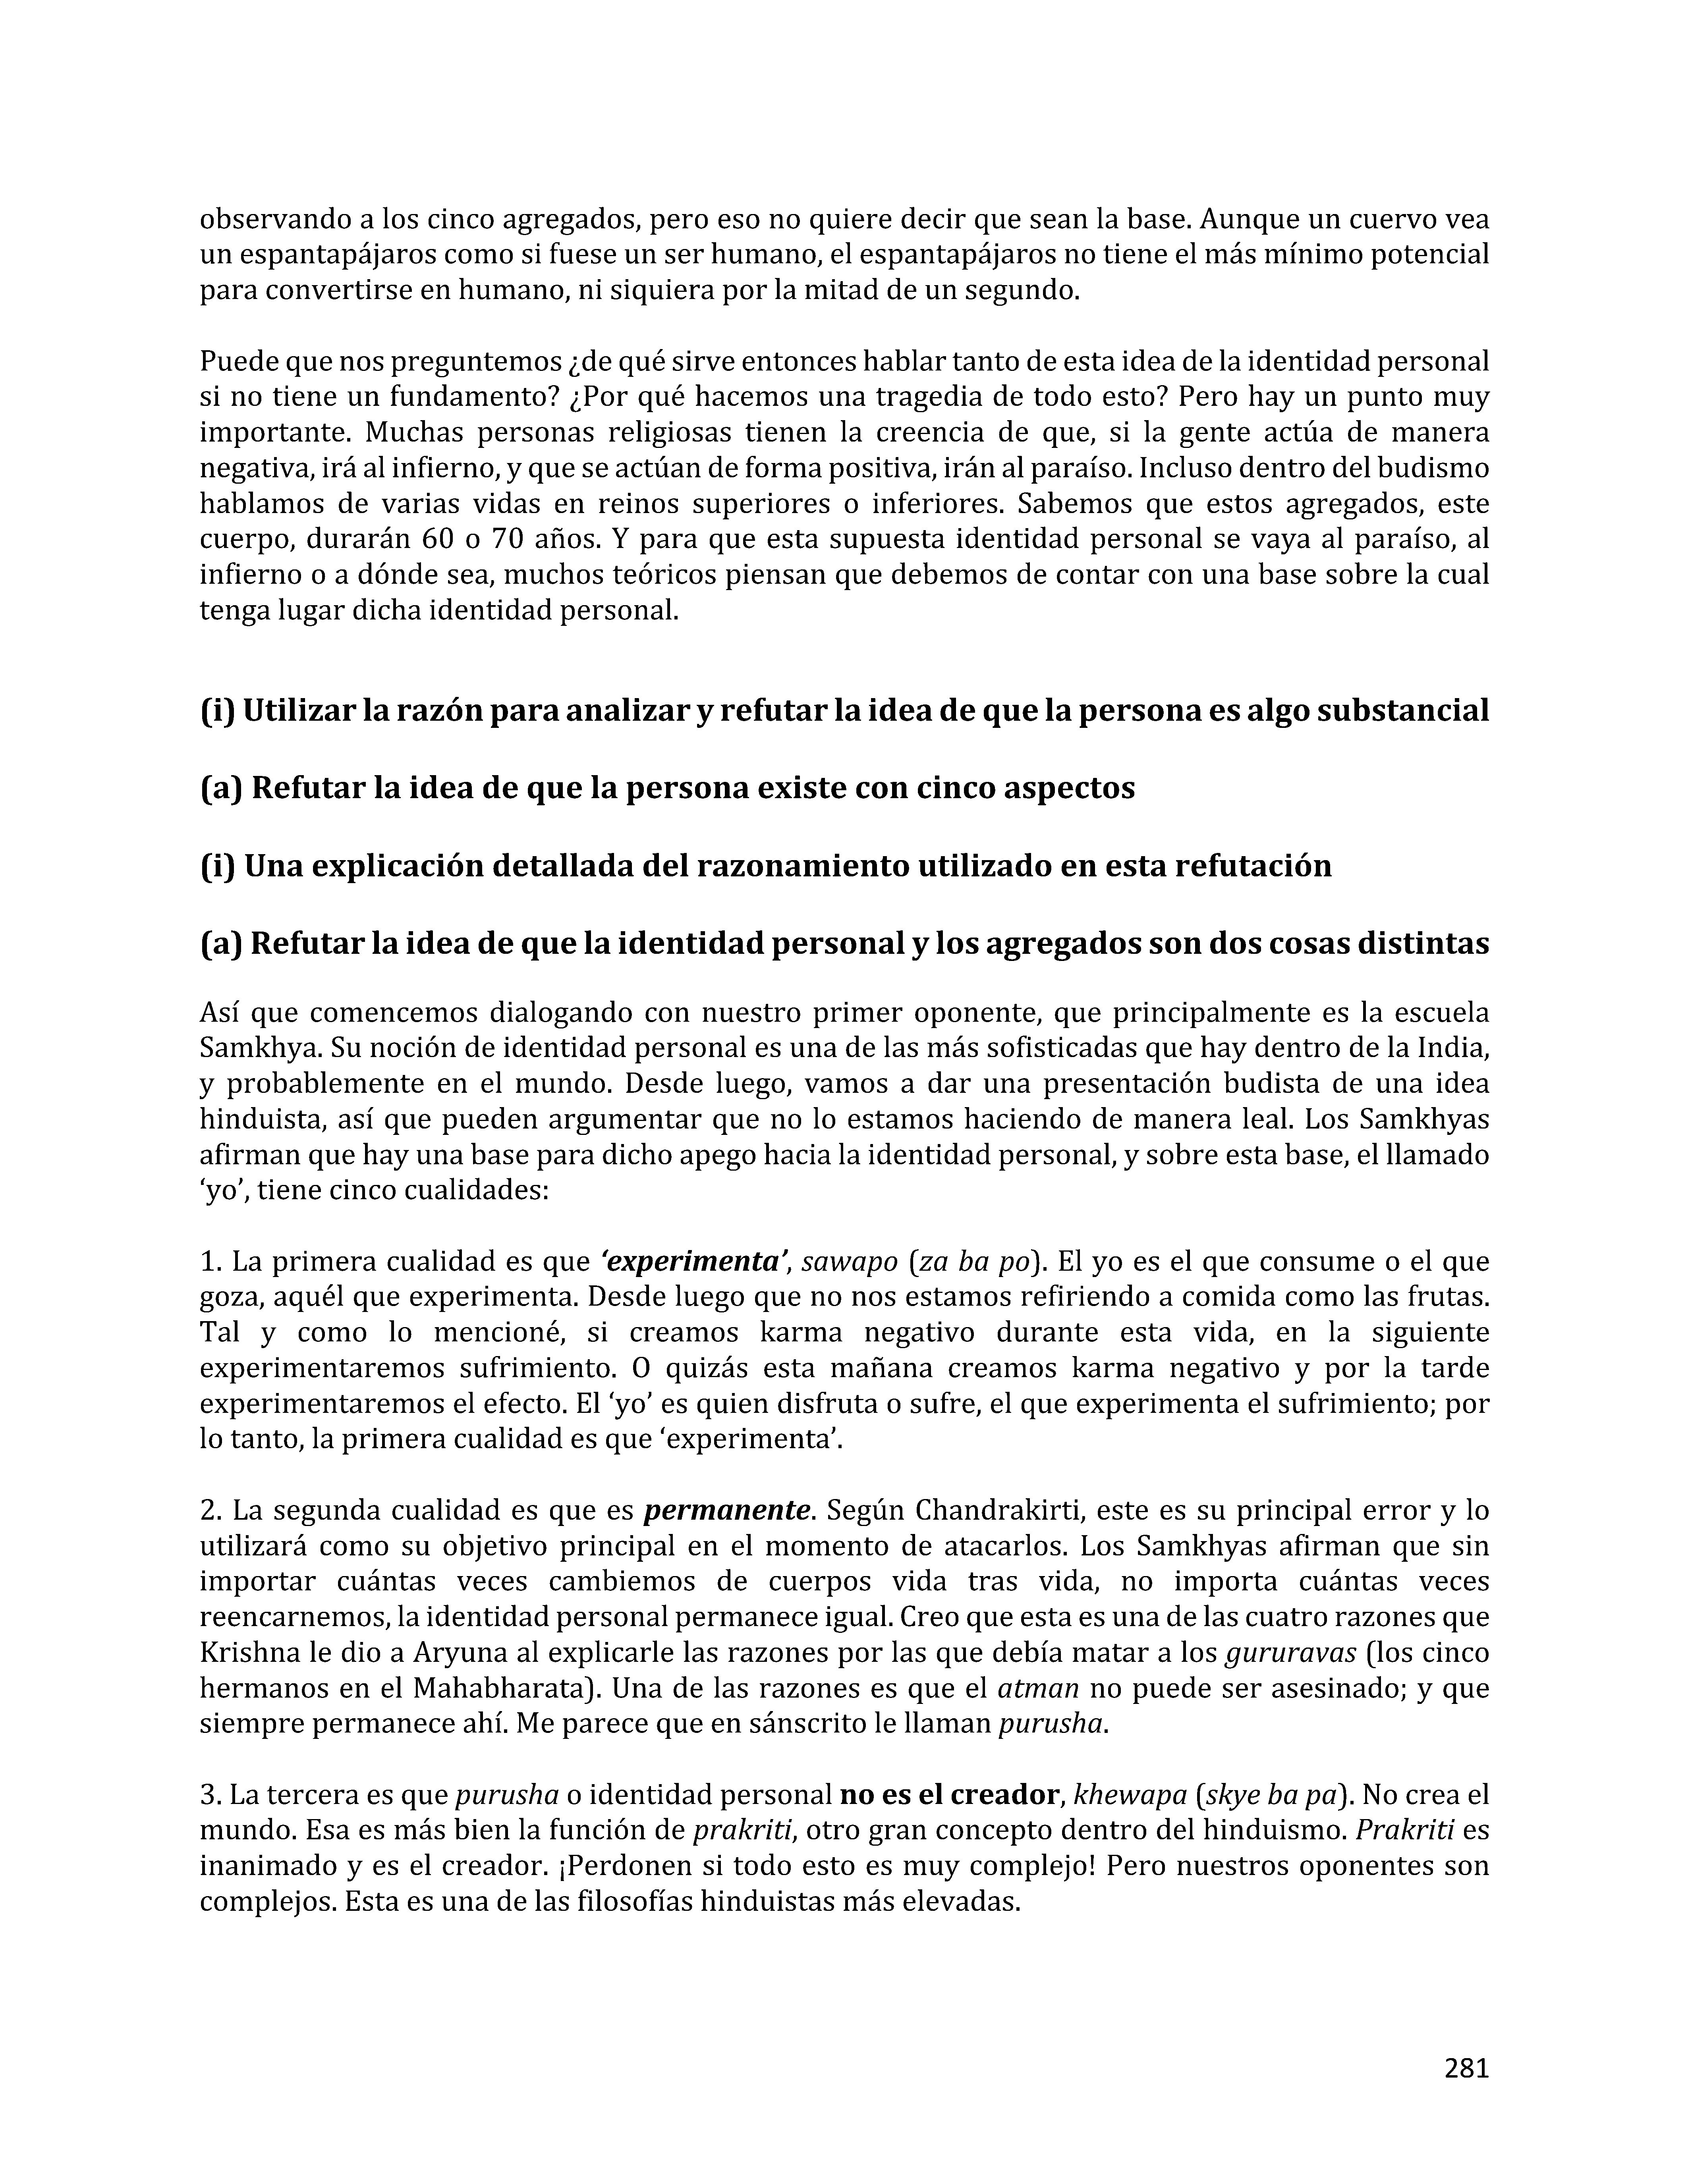 observando a los cinco agregados, pero eso no quiere decir que sean la base. Aunque un cuervo vea
un espantapájaros como si fuese un ser humano, el espantapájaros no tiene el más mínimo potencial
para convertirse en humano, ni siquiera por la mitad de un segundo.
Puede que nos preguntemos ¿de qué sirve entonces hablar tanto de esta idea de la identidad personal
si no tiene un fundamento? ¿Por qué hacemos una tragedia de todo esto? Pero hay un punto muy
importante. Muchas personas religiosas tienen la creencia de que, si la gente actúa de manera
negativa, irá al infierno, y que se actúan de forma positiva, irán al paraíso. Incluso dentro del budismo
hablamos de varias vidas en reinos superiores o inferiores. Sabemos que estos agregados, este
cuerpo, durarán 60 o 70 años. Y para que esta supuesta identidad personal se vaya al paraíso, al
infierno o a dónde sea, muchos teóricos piensan que debemos de contar con una base sobre la cual
tenga lugar dicha identidad personal.
(i) Utilizar la razón para analizar y refutar la idea de que la persona es algo substancial
(a) Refutar la idea de que la persona existe con cinco aspectos
(i) Una explicación detallada del razonamiento utilizado en esta refutación
(a) Refutar la idea de que la identidad personal y los agregados son dos cosas distintas
Así que comencemos dialogando con nuestro primer oponente, que principalmente es la escuela
Samkhya. Su noción de identidad personal es una de las más sofisticadas que hay dentro de la India,
y probablemente en el mundo. Desde luego, vamos a dar una presentación budista de una idea
hinduista, así que pueden argumentar que no lo estamos haciendo de manera leal. Los Samkhyas
afirman que hay una base para dicho apego hacia la identidad personal, y sobre esta base, el llamado
‘yo’, tiene cinco cualidades:
1. La primera cualidad es que ‘experimenta’, sawapo (za ba po). El yo es el que consume o el que
goza, aquél que experimenta. Desde luego que no nos estamos refiriendo a comida como las frutas.
Tal y como lo mencioné, si creamos karma negativo durante esta vida, en la siguiente
experimentaremos sufrimiento. O quizás esta mañana creamos karma negativo y por la tarde
experimentaremos el efecto. El ‘yo’ es quien disfruta o sufre, el que experimenta el sufrimiento; por
lo tanto, la primera cualidad es que ‘experimenta’.
2. La segunda cualidad es que es permanente. Según Chandrakirti, este es su principal error y lo
utilizará como su objetivo principal en el momento de atacarlos. Los Samkhyas afirman que sin
importar cuántas veces cambiemos de cuerpos vida tras vida, no importa cuántas veces
reencarnemos, la identidad personal permanece igual. Creo que esta es una de las cuatro razones que
Krishna le dio a Aryuna al explicarle las razones por las que debía matar a los gururavas (los cinco
hermanos en el Mahabharata). Una de las razones es que el atman no puede ser asesinado; y que
siempre permanece ahí. Me parece que en sánscrito le llaman purusha.
3. La tercera es que purusha o identidad personal no es el creador, khewapa (skye ba pa). No crea el
mundo. Esa es más bien la función de prakriti, otro gran concepto dentro del hinduismo. Prakriti es
inanimado y es el creador. ¡Perdonen si todo esto es muy complejo! Pero nuestros oponentes son
complejos. Esta es una de las filosofías hinduistas más elevadas.
281